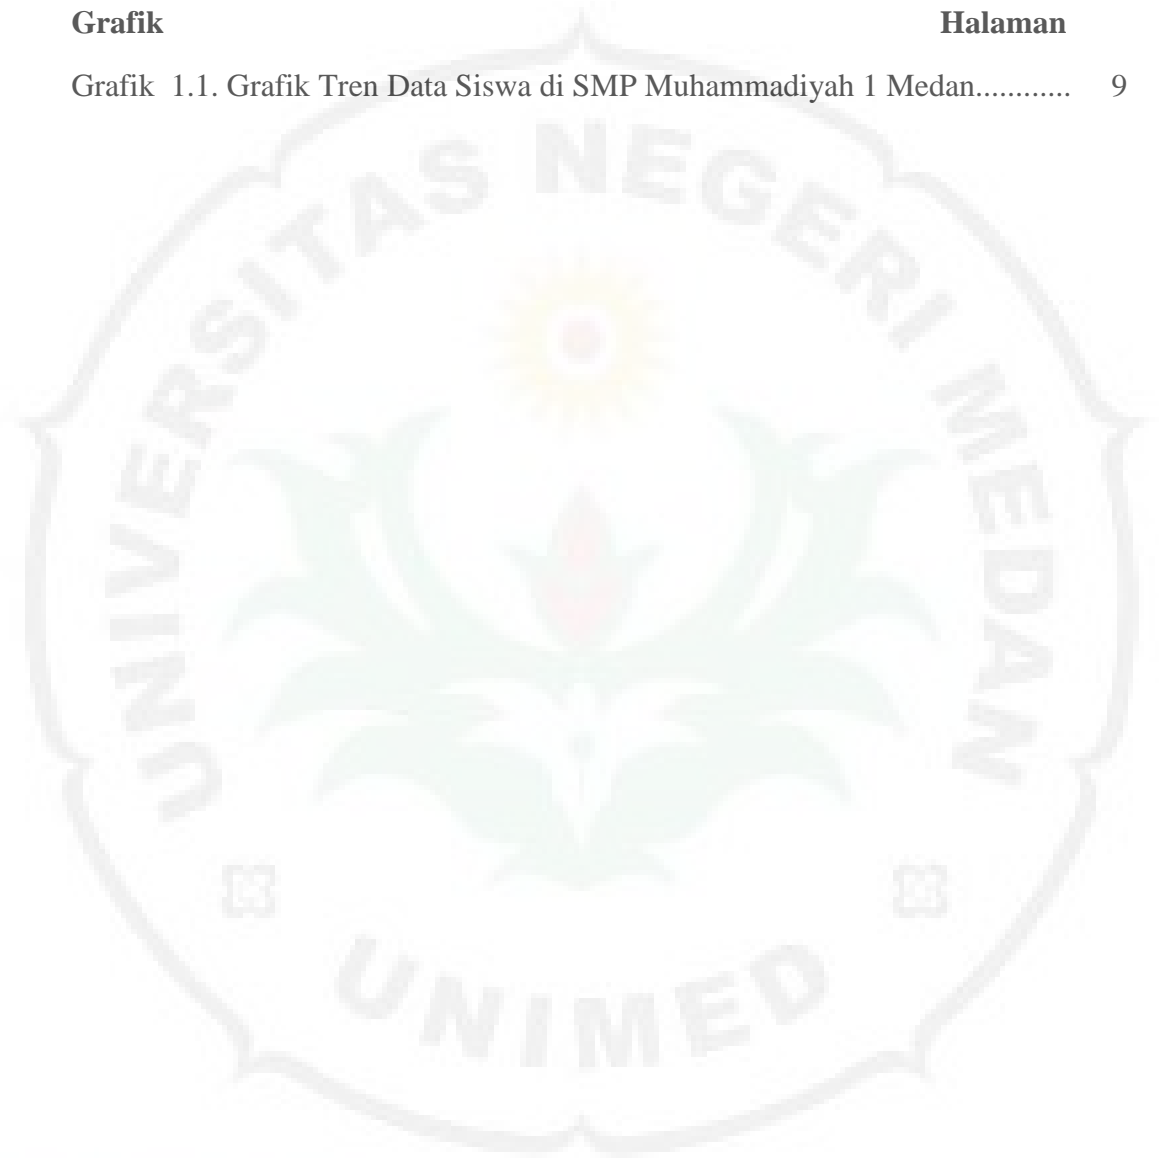 Grafik Halaman
Grafik 1.1. Grafik Tren Data Siswa di SMP Muhammadiyah 1 Medan............ 9
UNIVERSITAS NEGERI MEDAN
UNIMED